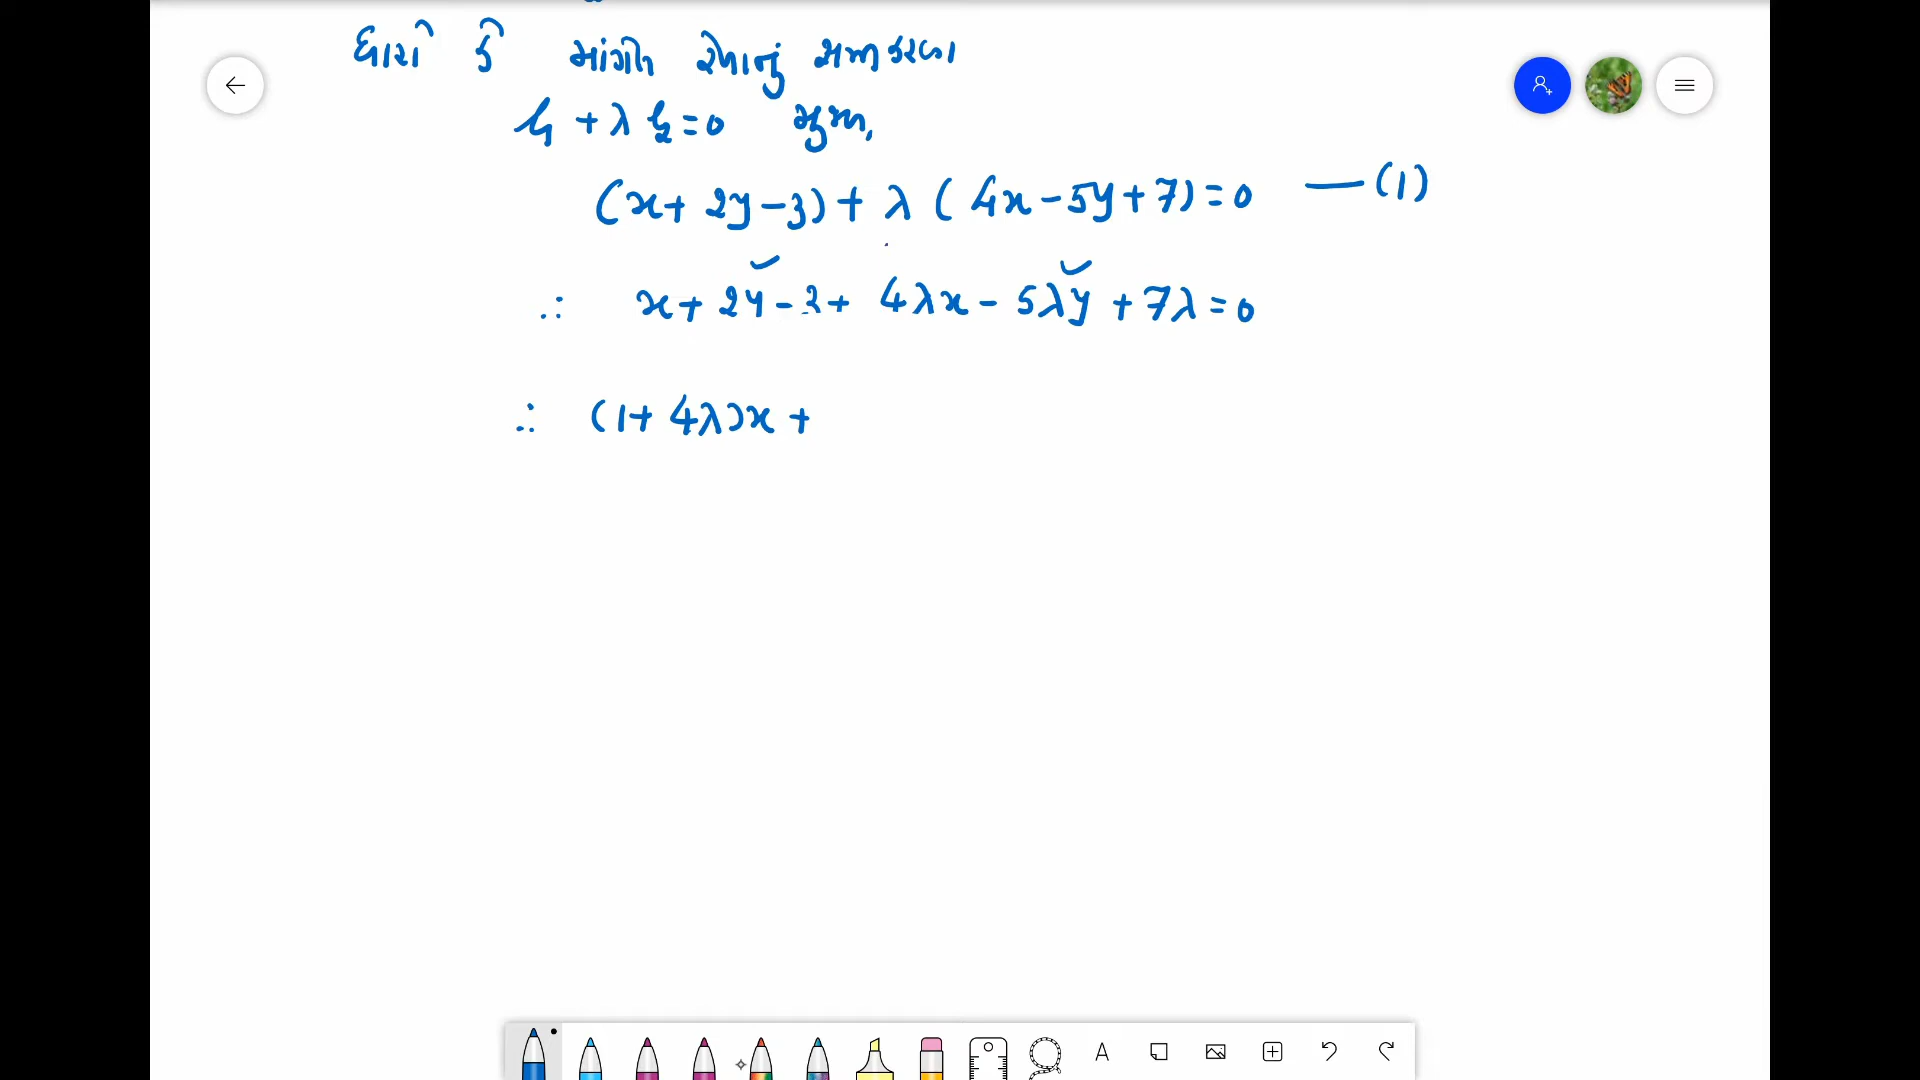 ધારો કે માંગેલ રેખાનું સમીકરણ
l₁ + λ l₂ = 0 મુજબ,
(x + 2y - 3) + λ ( 4x - 5y + 7) = 0 — (1)
∴ x + 2y - 3 + 4λx - 5λy + 7λ = 0
∴ (1 + 4λ)x +